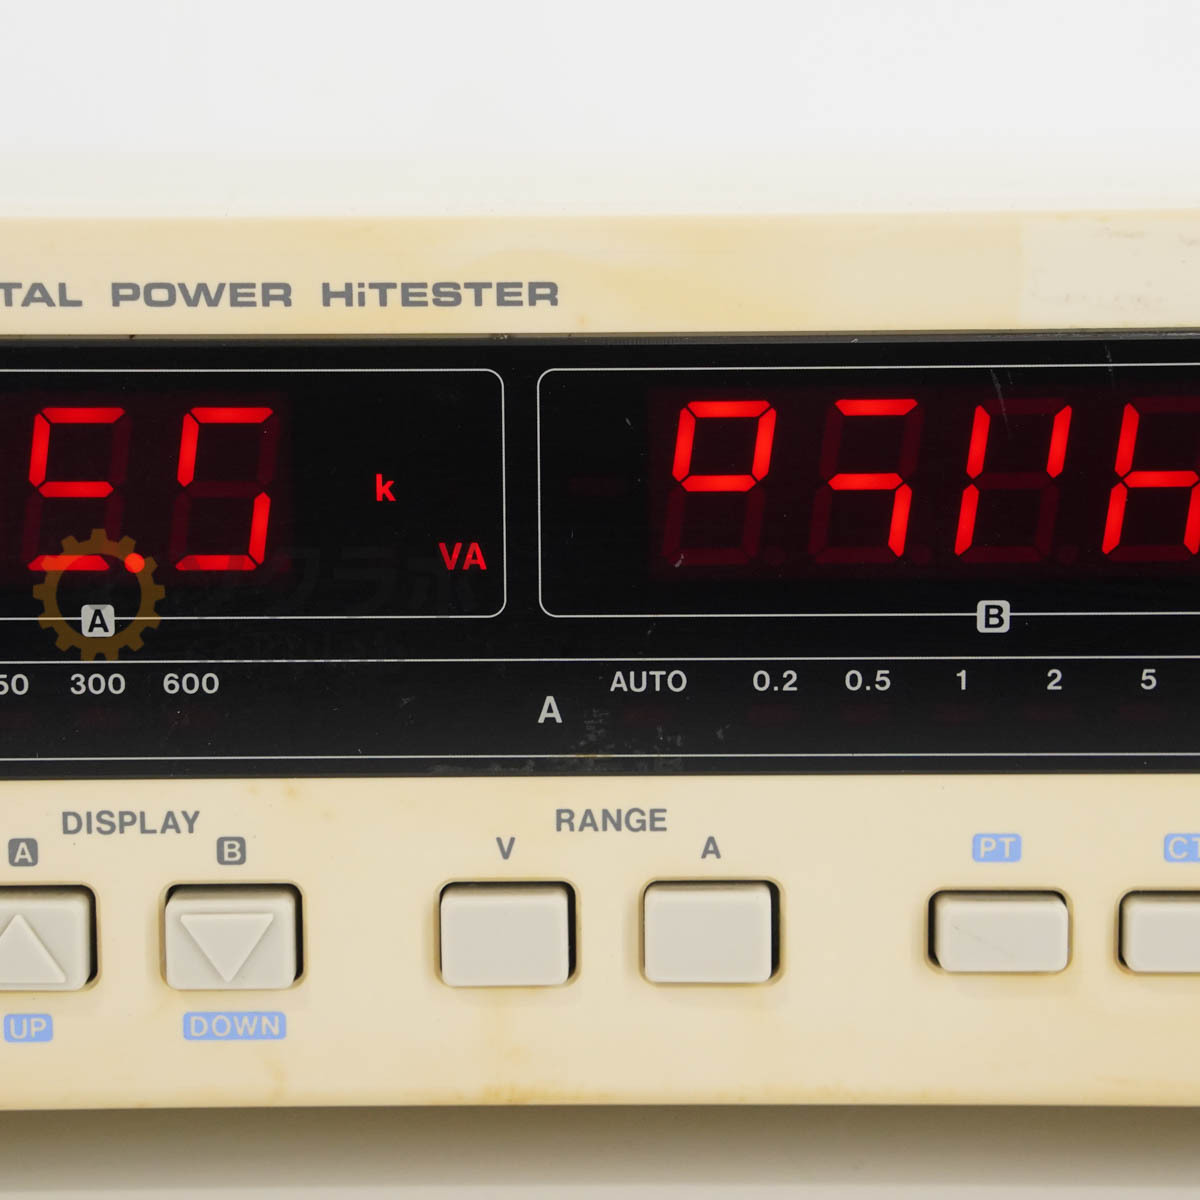 TAL POWER HiTESTER
k
VA
A
B
50 300 600
A
AUTO 0.2 0.5 1 2 5
DISPLAY
RANGE
A B V A PT CT
UP DOWN